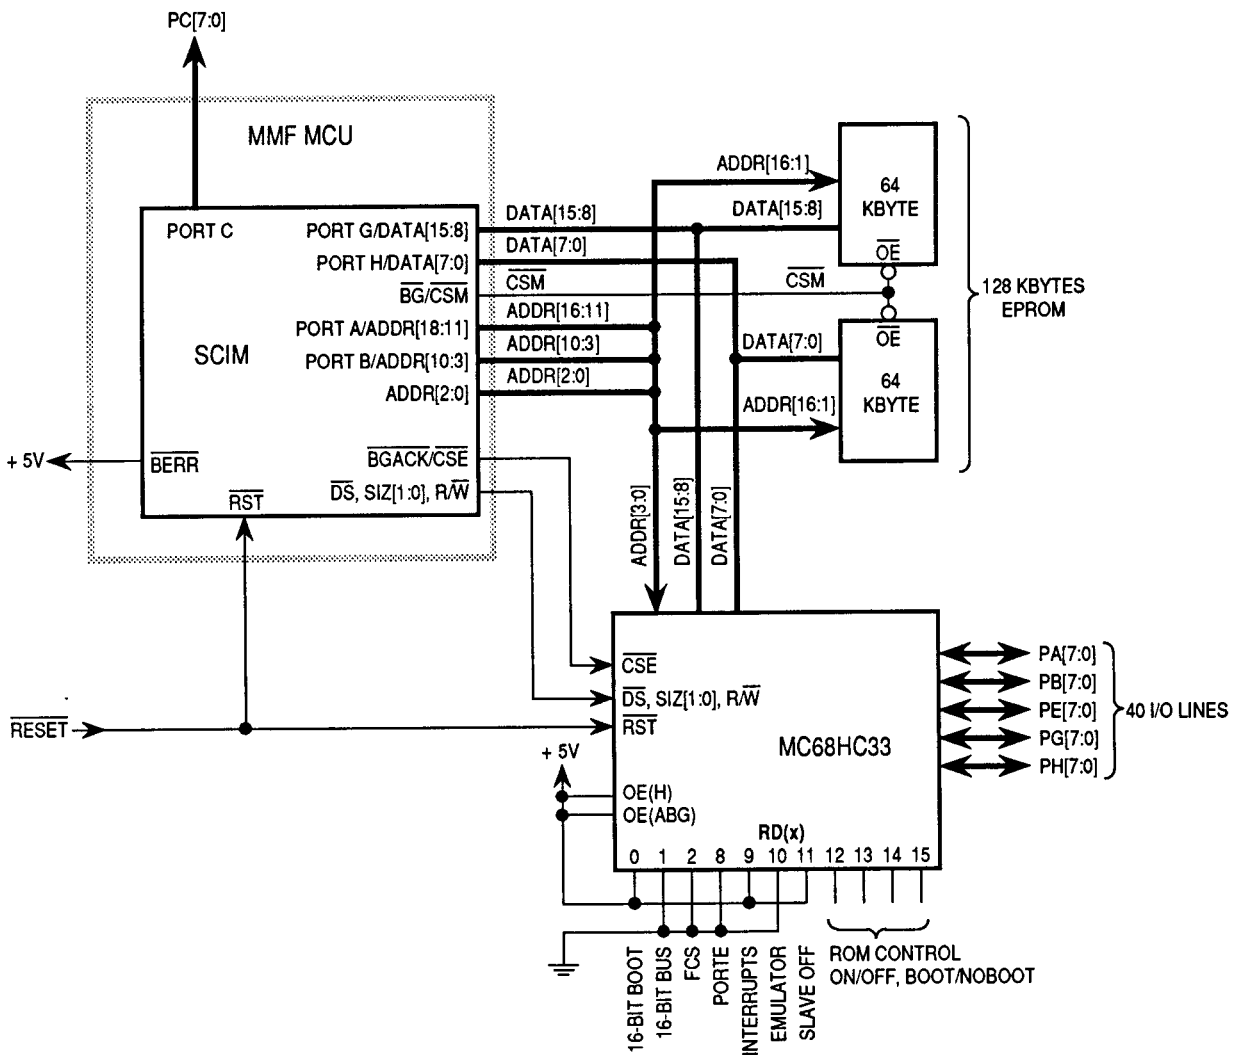 PC[7:0]
MMF MCU
PORT C
PORT G/DATA[15:8]
PORT H/DATA[7:0]
BG/CSM
PORT A/ADDR[18:11]
SCIM
PORT B/ADDR[10:3]
ADDR[2:0]
BGACK/CSE
BERR
DS, SIZ[1:0], R/W
RST
+ 5V
DATA[15:8]
DATA[7:0]
CSM
ADDR[16:11]
ADDR[10:3]
ADDR[2:0]
ADDR[16:1]
DATA[15:8]
64
KBYTE
OE
CSM
OE
DATA[7:0]
64
KBYTE
ADDR[16:1]
128 KBYTES
EPROM
ADDR[3:0]
DATA[15:8]
DATA[7:0]
RESET
CSE
DS, SIZ[1:0], R/W
RST
MC68HC33
+ 5V
OE(H)
OE(ABG)
RD(x)
0 1 2 8 9 10 11 12 13 14 15
PA[7:0]
PB[7:0]
PE[7:0]
PG[7:0]
PH[7:0]
40 I/O LINES
16-BIT BOOT
16-BIT BUS
FCS
PORTE
INTERRUPTS
EMULATOR
SLAVE OFF
ROM CONTROL
ON/OFF, BOOT/NOBOOT